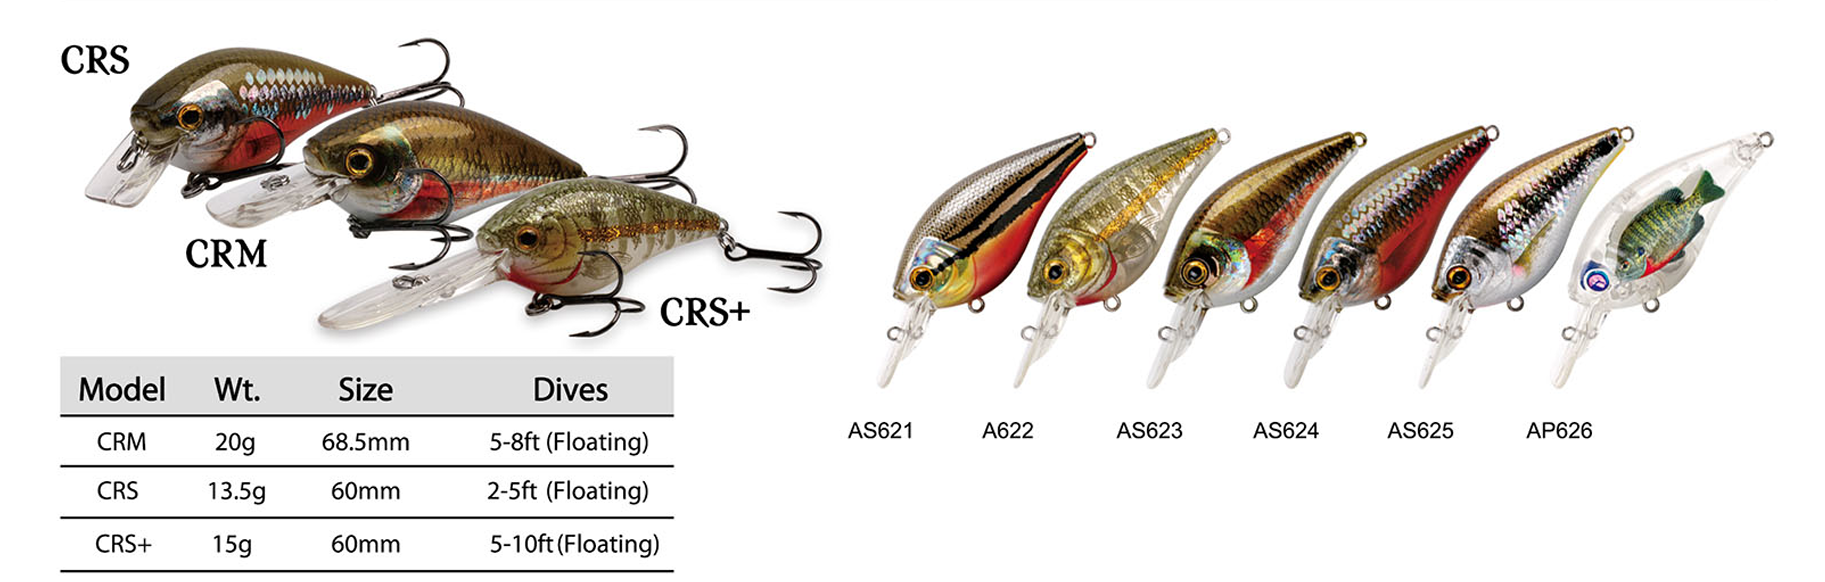 CRS
CRM
CRS+
Model Wt. Size Dives
CRM 20g 68.5mm 5-8ft (Floating)
CRS 13.5g 60mm 2-5ft (Floating)
CRS+ 15g 60mm 5-10ft (Floating)
AS621 A622 AS623 AS624 AS625 AP626